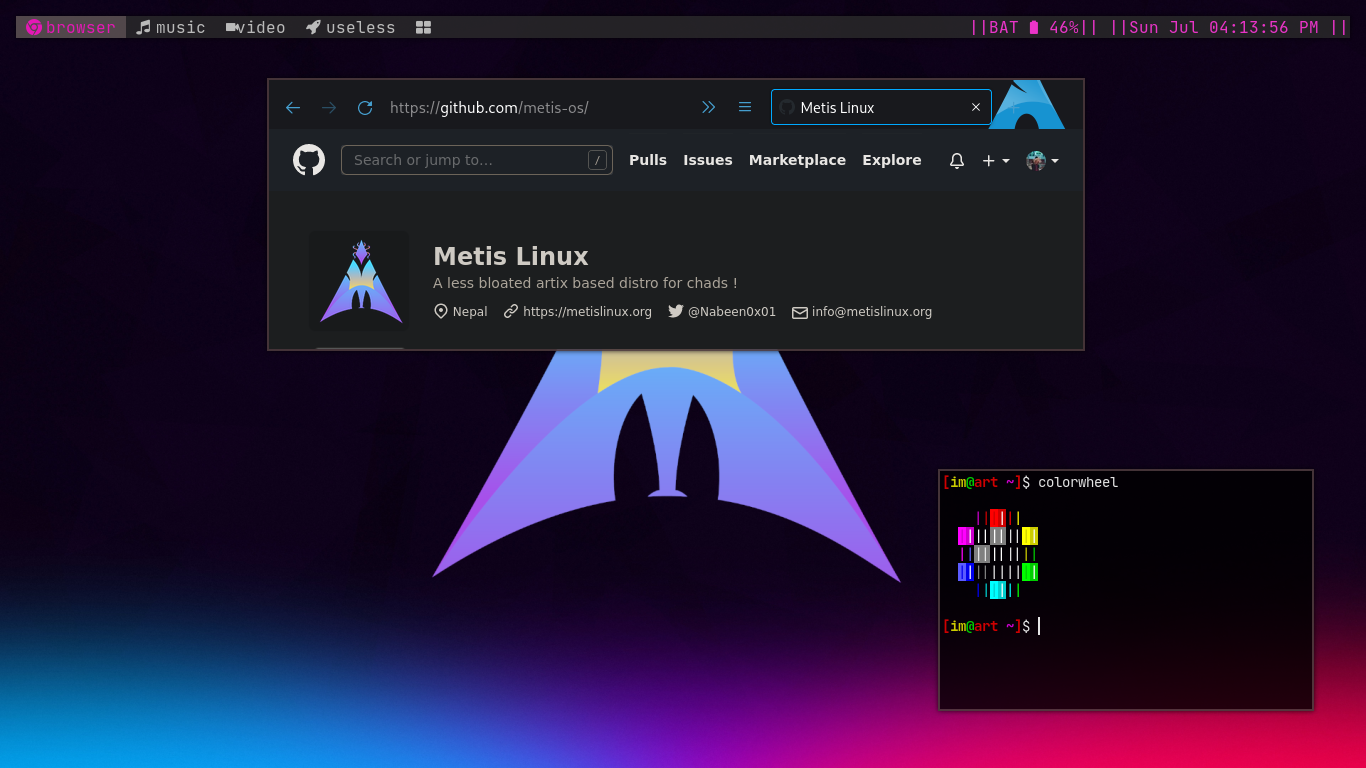 browser music video useless ||BAT 46%|| ||Sun Jul 04:13:56 PM ||
https://github.com/metis-os/ Metis Linux
Search or jump to... / Pulls Issues Marketplace Explore
Metis Linux
A less bloated artix based distro for chads !
Nepal https://metislinux.org @Nabeen0x01 info@metislinux.org
[im@art ~]$ colorwheel
[im@art ~]$